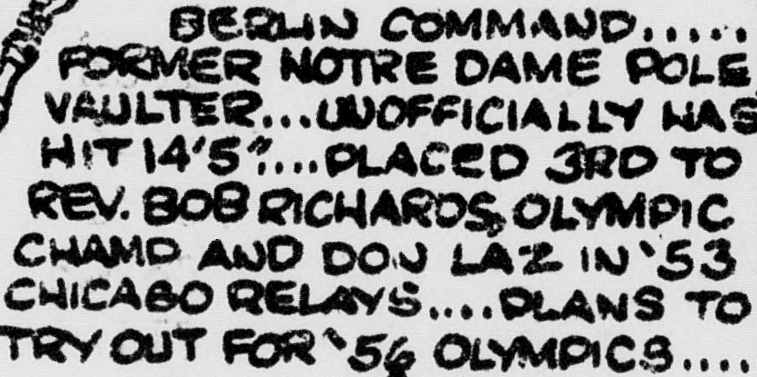 BERLIN COMMAND.....
FORMER NOTRE DAME POLE
VAULTER...UNOFFICIALLY HAS
HIT 14'5"....PLACED 3RD TO
REV. BOB RICHARDS, OLYMPIC
CHAMP AND DON LAZ IN '53
CHICAGO RELAYS....PLANS TO
TRY OUT FOR '56 OLYMPICS....